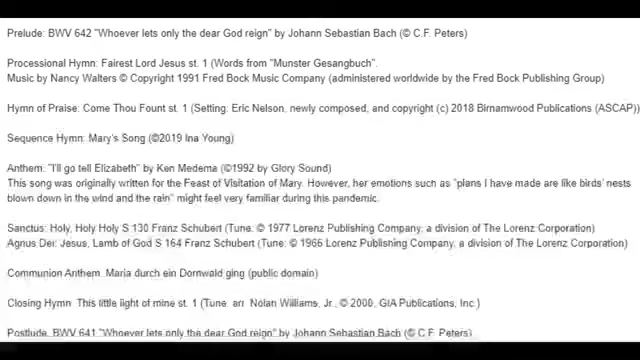 Prelude: BWV 642 "Whoever lets only the dear God reign" by Johann Sebastian Bach (© C.F. Peters)
Processional Hymn: Fairest Lord Jesus st. 1 (Words from "Munster Gesangbuch".
Music by Nancy Walters © Copyright 1991 Fred Bock Music Company (administered worldwide by the Fred Bock Publishing Group)
Hymn of Praise: Come Thou Fount st. 1 (Setting: Eric Nelson, newly composed, and copyright (c) 2018 Birnamwood Publications (ASCAP))
Sequence Hymn: Mary's Song (©2019 Ina Young)
Anthem: "I'll go tell Elizabeth" by Ken Medema (©1992 by Glory Sound)
This song was originally written for the Feast of Visitation of Mary. However, her emotions such as "plans I have made are like birds' nests
blown down in the wind and the rain" might feel very familiar during this pandemic.
Sanctus: Holy, Holy Holy S 130 Franz Schubert (Tune: © 1977 Lorenz Publishing Company, a division of The Lorenz Corporation)
Agnus Dei: Jesus, Lamb of God S 164 Franz Schubert (Tune: © 1966 Lorenz Publishing Company, a division of The Lorenz Corporation)
Communion Anthem: Maria durch ein Dornwald ging (public domain)
Closing Hymn: This little light of mine st. 1 (Tune: arr. Nolan Williams, Jr., © 2000, GIA Publications, Inc.)
Postlude: BWV 641 "Whoever lets only the dear God reign" by Johann Sebastian Bach (© C.F. Peters)